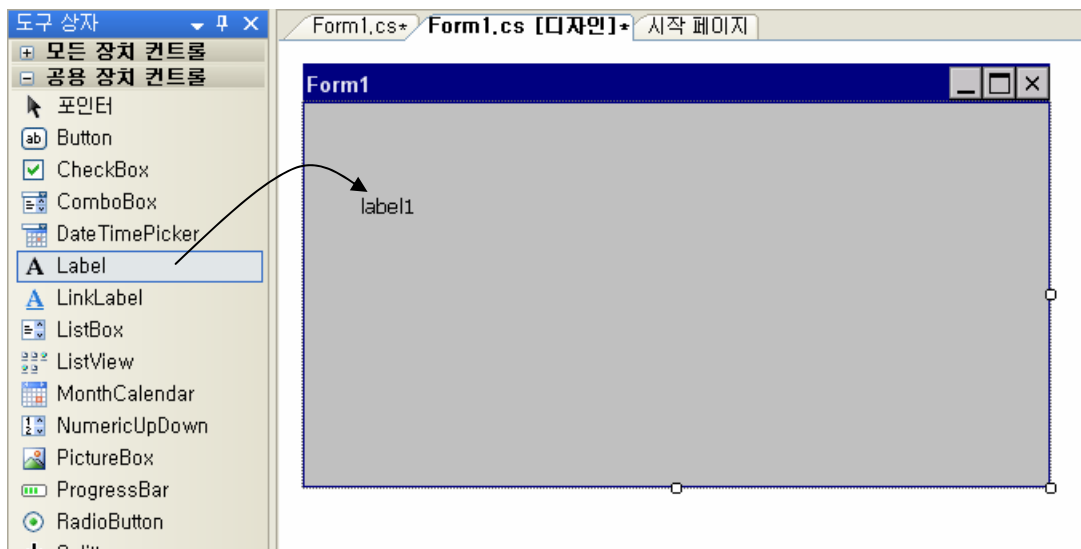 도구 상자
모든 장치 컨트롤
공용 장치 컨트롤
포인터
ab Button
CheckBox
ComboBox
DateTimePicker
A Label
A LinkLabel
ListBox
ListView
MonthCalendar
NumericUpDown
PictureBox
ProgressBar
RadioButton
Form1.cs* Form1.cs [디자인]* 시작 페이지
Form1
label1